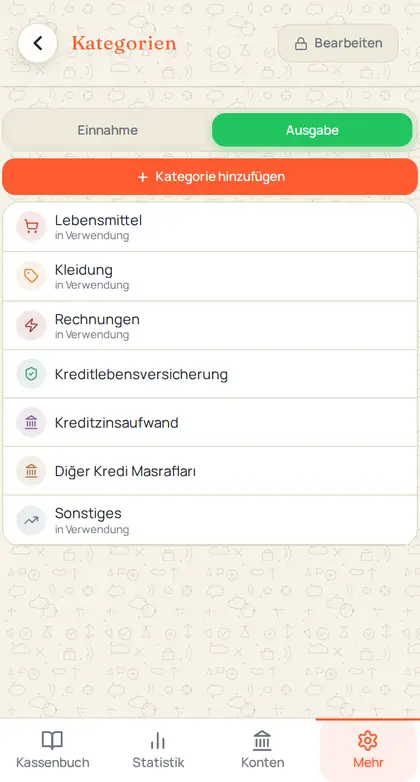 Kategorien
Bearbeiten
Einnahme
Ausgabe
+ Kategorie hinzufügen
Lebensmittel
in Verwendung
Kleidung
in Verwendung
Rechnungen
in Verwendung
Kreditlebensversicherung
Kreditzinsaufwand
Diğer Kredi Masrafları
Sonstiges
in Verwendung
Kassenbuch
Statistik
Konten
Mehr